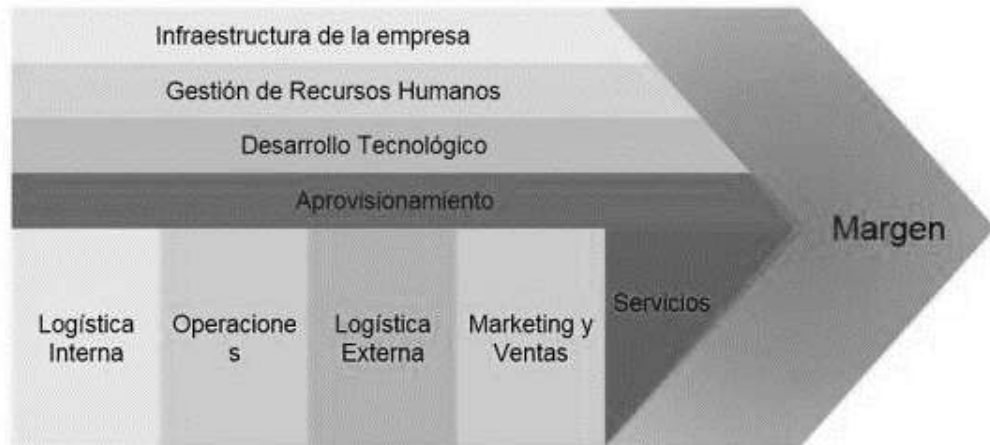 Infraestructura de la empresa
Gestión de Recursos Humanos
Desarrollo Tecnológico
Aprovisionamiento
Margen
Logística
Interna
Operacione
s
Logística
Externa
Marketing y
Ventas
Servicios